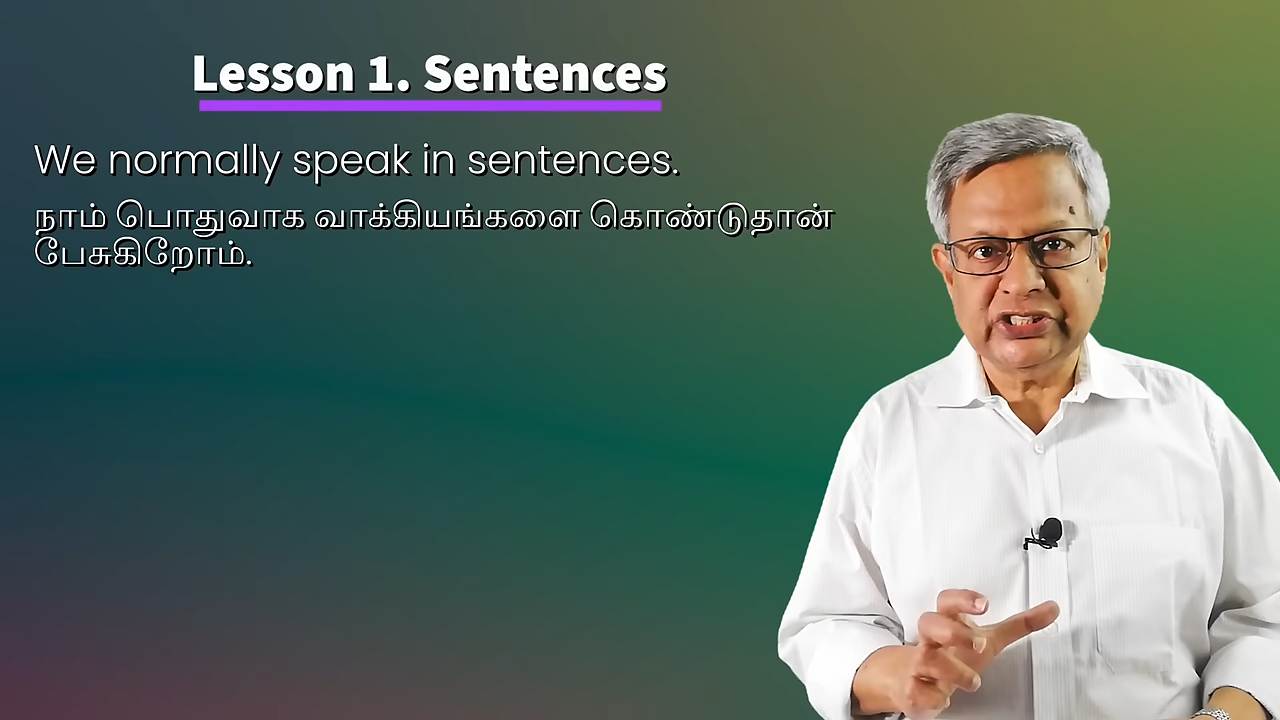 Lesson 1. Sentences
We normally speak in sentences.
நாம் பொதுவாக வாக்கியங்களை கொண்டுதான்
பேசுகிறோம்.